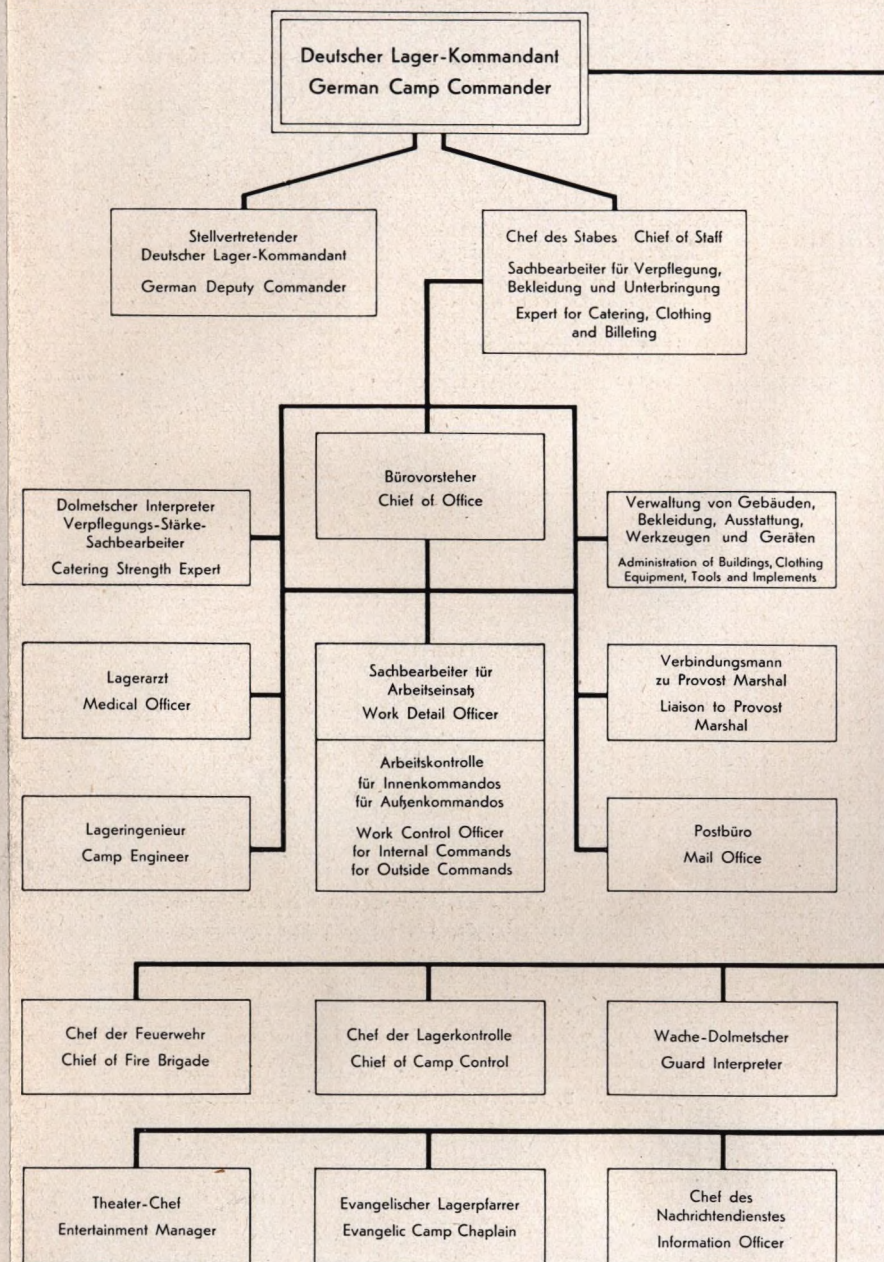 Deutscher Lager-Kommandant
German Camp Commander
Stellvertretender
Deutscher Lager-Kommandant
German Deputy Commander
Chef des Stabes Chief of Staff
Sachbearbeiter für Verpflegung,
Bekleidung und Unterbringung
Expert for Catering, Clothing
and Billeting
Bürovorsteher
Chief of Office
Dolmetscher Interpreter
Verpflegungs-Stärke-
Sachbearbeiter
Catering Strength Expert
Verwaltung von Gebäuden,
Bekleidung, Ausstattung,
Werkzeugen und Geräten
Administration of Buildings, Clothing
Equipment, Tools and Implements
Lagerarzt
Medical Officer
Sachbearbeiter tür
Arbeitseinsatz
Work Detail Officer
Verbindungsmann
zu Provost Marshal
Liaison to Provost
Marshal
Lageringenieur
Camp Engineer
Arbeitskontrolle
für Innenkommandos
für Außenkommandos
Work Control Officer
for Internal Commands
for Outside Commands
Postbüro
Mail Office
Chef der Feuerwehr
Chief of Fire Brigade
Chef der Lagerkontrolle
Chief of Camp Control
Wache-Dolmetscher
Guard Interpreter
Theater-Chef
Entertainment Manager
Evangelischer Lagerpfarrer
Evangelic Camp Chaplain
Chef des
Nachrichtendienstes
Information Officer